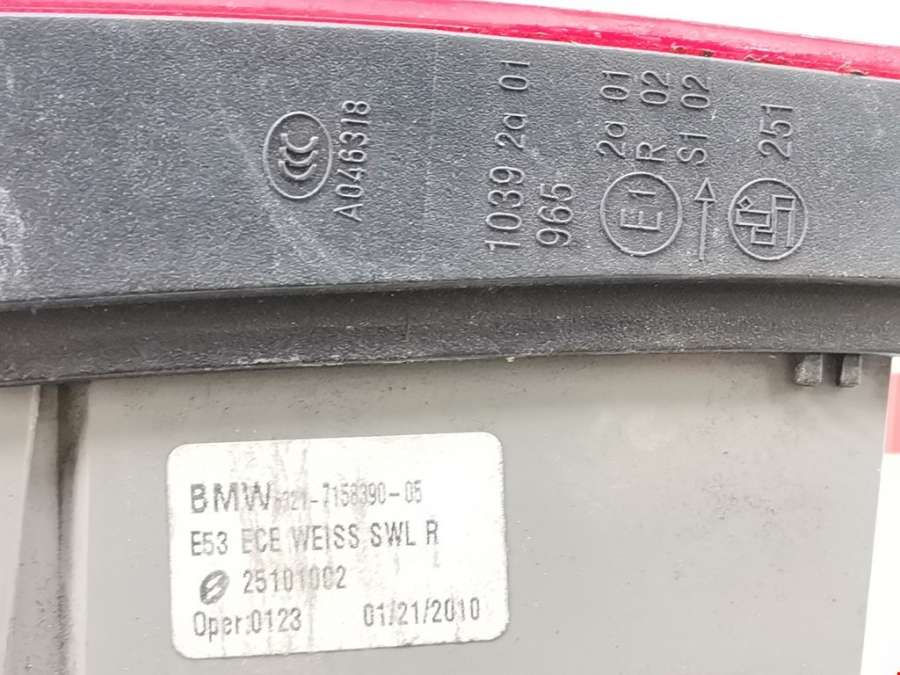 CCC
A046318
1039 2a 01
965
E1
2a 01
R 02
S1 02
251
BMW 7158390-05
E53 ECE WEISS SWL R
25101002
Oper:0123 01/21/2010